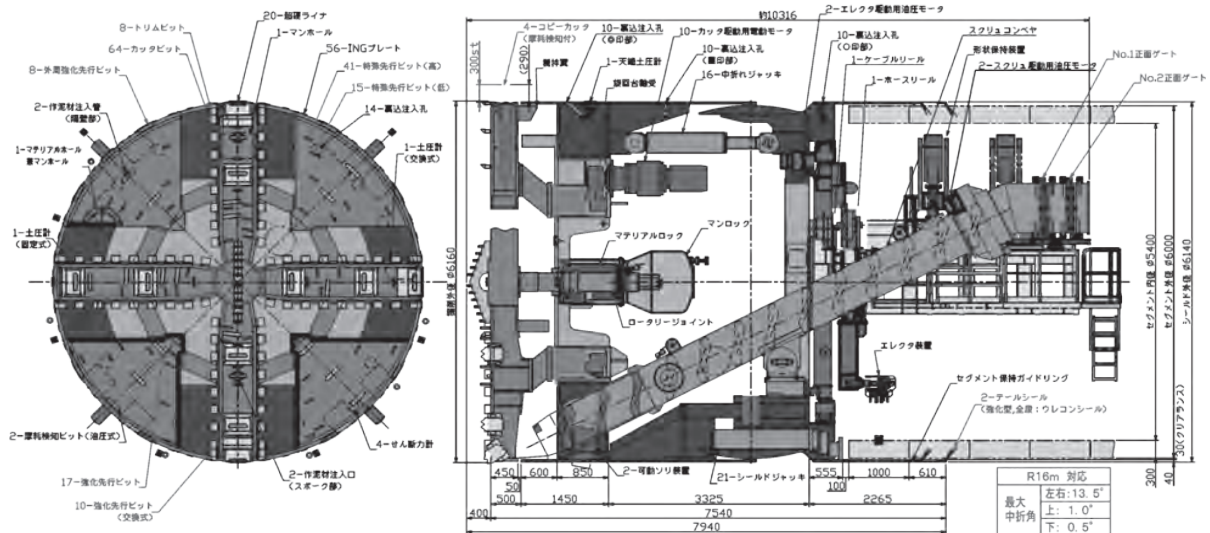 20-胴環ライナ
8-トリムビット
1-マンホール
64-カッタビット
56-INGプレート
8-外周強化先行ビット
41-特殊先行ビット(高)
15-特殊先行ビット(低)
2-作泥材注入管
(隔壁部)
14-裏込注入孔
1-マテリアルホール
兼マンホール
1-土圧計
(交換式)
1-土圧計
(固定式)
2-摩耗検知ビット(油圧式)
4-せん断力計
17-強化先行ビット
2-作泥材注入口
(スポーク部)
10-強化先行ビット
(交換式)
約10316
300st
(290)
4-コピーカッタ
(摩耗検知付)
攪拌翼
10-裏込注入孔
1-天端土圧計
旋回台軸受
10-カッタ駆動用電動モータ
10-裏込注入孔
16-中折れジャッキ
2-エレクタ駆動用油圧モータ
10-裏込注入孔
(○印部)
1-ケーブルリール
1-ホースリール
スクリュコンベヤ
形状保持装置
2-スクリュ駆動用油圧モータ
No.1正面ゲート
No.2正面ゲート
マテリアルロック
マンロック
ロータリージョイント
エレクタ装置
セグメント保持ガイドリング
2-テールシール
(強化型,全段:ウレコンシール)
2-可動ソリ装置
21-シールドジャッキ
φ6160
セグメント内径 φ5400
セグメント外径 φ6000
シールド外径 φ6140
30(クリアランス)
300
40
450
600
850
555
1000
610
50
100
500
1450
3325
2265
400
7540
7940
R16m 対応
最大
中折角
左右:13.5°
上: 1.0°
下: 0.5°